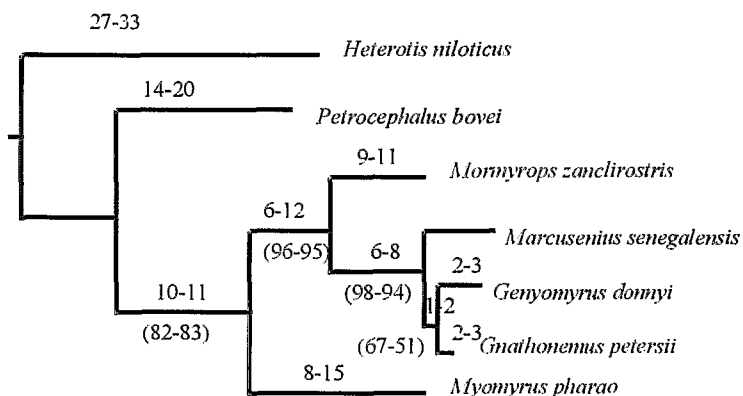 27-33
Heterotis niloticus
14-20
Petrocephalus bovei
9-11
Mormyrops zanclirostris
6-12
(96-95)
6-8
Marcusenius senegalensis
2-3
(98-94)
1-2
Genyomyrus donnyi
10-11
(82-83)
2-3
(67-51)
Gnathonemus petersii
8-15
Myomyrus pharao